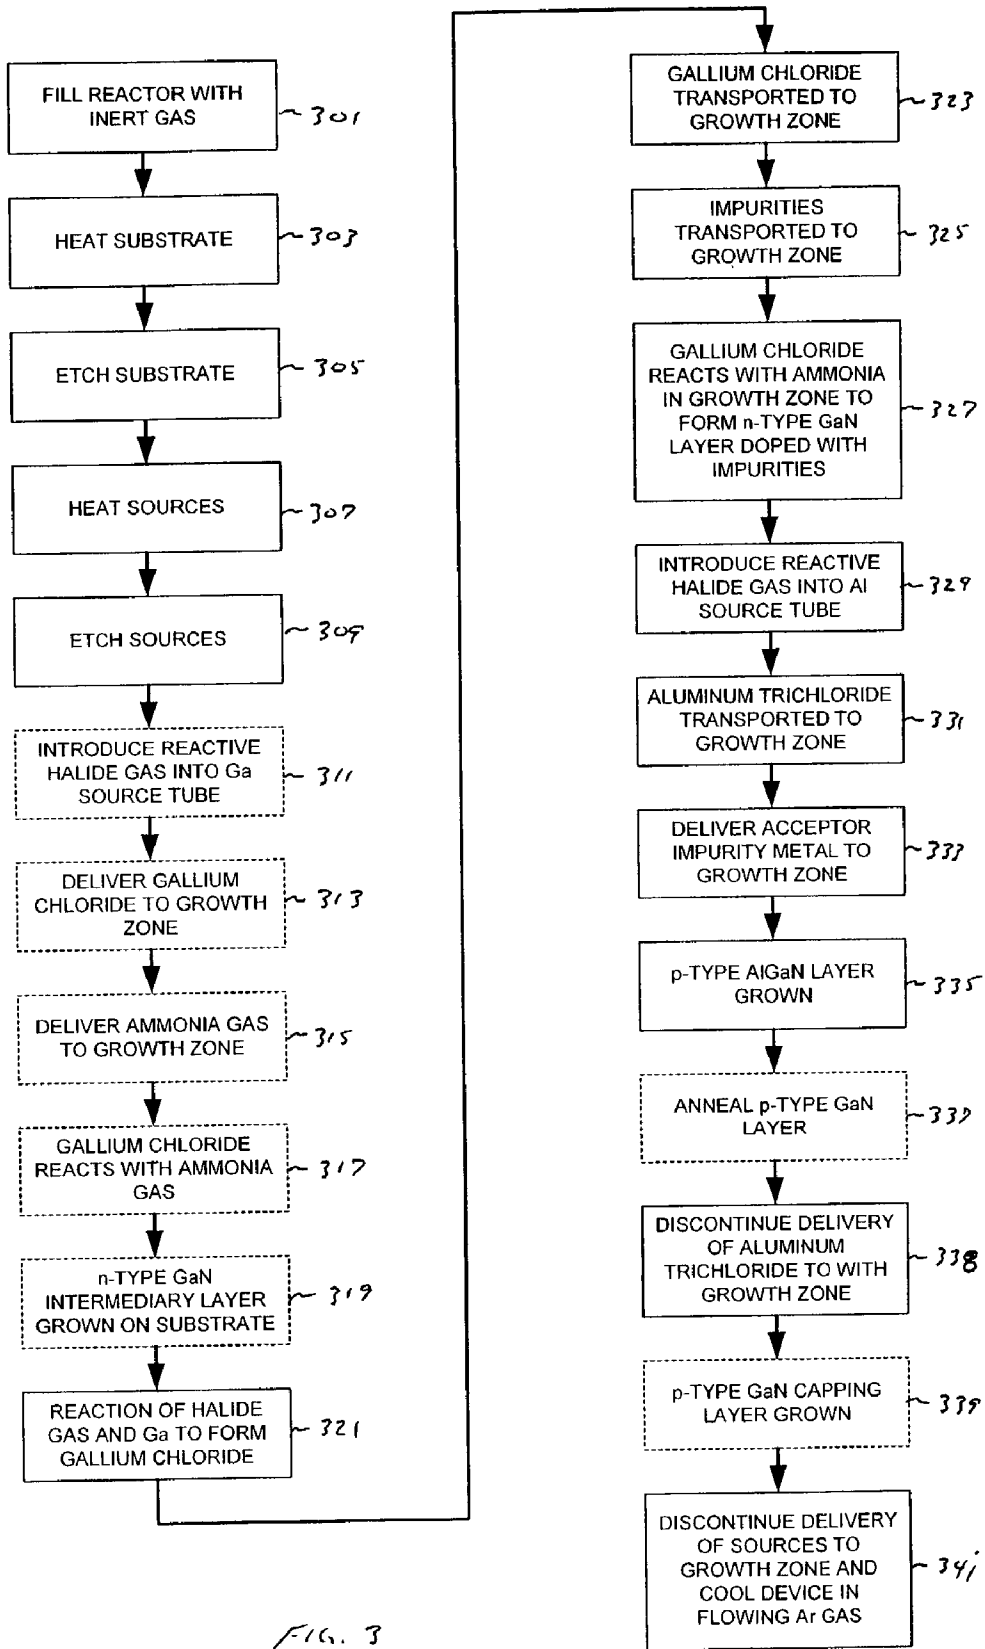 FILL REACTOR WITH
INERT GAS
301
HEAT SUBSTRATE
303
ETCH SUBSTRATE
305
HEAT SOURCES
307
ETCH SOURCES
309
INTRODUCE REACTIVE
HALIDE GAS INTO Ga
SOURCE TUBE
311
DELIVER GALLIUM
CHLORIDE TO GROWTH
ZONE
313
DELIVER AMMONIA GAS
TO GROWTH ZONE
315
GALLIUM CHLORIDE
REACTS WITH AMMONIA
GAS
317
n-TYPE GaN
INTERMEDIARY LAYER
GROWN ON SUBSTRATE
319
REACTION OF HALIDE
GAS AND Ga TO FORM
GALLIUM CHLORIDE
321
GALLIUM CHLORIDE
TRANSPORTED TO
GROWTH ZONE
323
IMPURITIES
TRANSPORTED TO
GROWTH ZONE
325
GALLIUM CHLORIDE
REACTS WITH AMMONIA
IN GROWTH ZONE TO
FORM n-TYPE GaN
LAYER DOPED WITH
IMPURITIES
327
INTRODUCE REACTIVE
HALIDE GAS INTO Al
SOURCE TUBE
329
ALUMINUM TRICHLORIDE
TRANSPORTED TO
GROWTH ZONE
331
DELIVER ACCEPTOR
IMPURITY METAL TO
GROWTH ZONE
333
p-TYPE AlGaN LAYER
GROWN
335
ANNEAL p-TYPE GaN
LAYER
337
DISCONTINUE DELIVERY
OF ALUMINUM
TRICHLORIDE TO WITH
GROWTH ZONE
338
p-TYPE GaN CAPPING
LAYER GROWN
339
DISCONTINUE DELIVERY
OF SOURCES TO
GROWTH ZONE AND
COOL DEVICE IN
FLOWING Ar GAS
341
FIG. 3